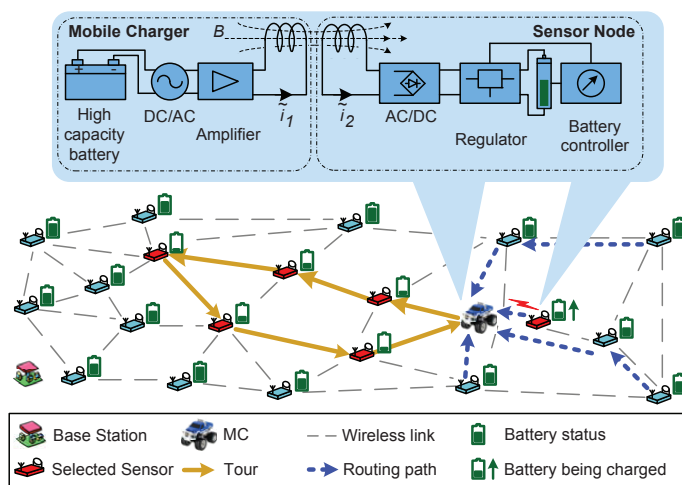 Mobile Charger
B
Sensor Node
+ −
High
capacity
battery
DC/AC
Amplifier
ĩ1
ĩ2
AC/DC
Regulator
Battery
controller
Base Station
MC
Wireless link
Battery status
Selected Sensor
Tour
Routing path
Battery being charged